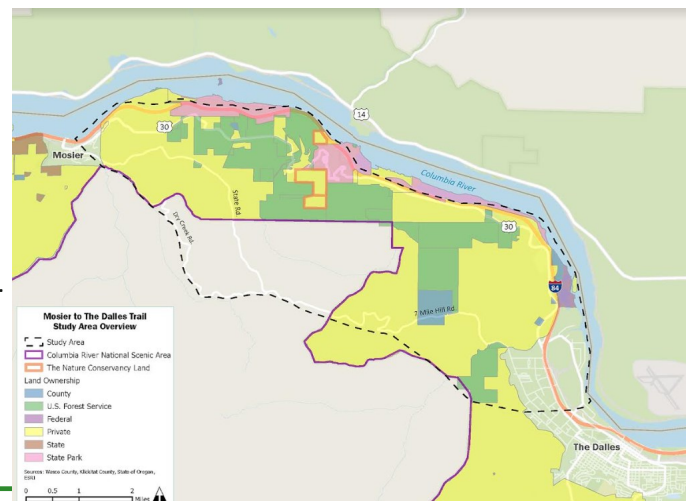 14
30
Mosier
Columbia River
State Rd.
Dry Creek Rd.
30
84
7 Mile Hill Rd
The Dalles
Mosier to The Dalles Trail
Study Area Overview
Study Area
Columbia River National Scenic Area
The Nature Conservancy Land
Land Ownership
County
U.S. Forest Service
Federal
Private
State
State Park
Sources: Wasco County, Klickitat County, State of Oregon,
ESRI
0 0.5 1 2
Miles